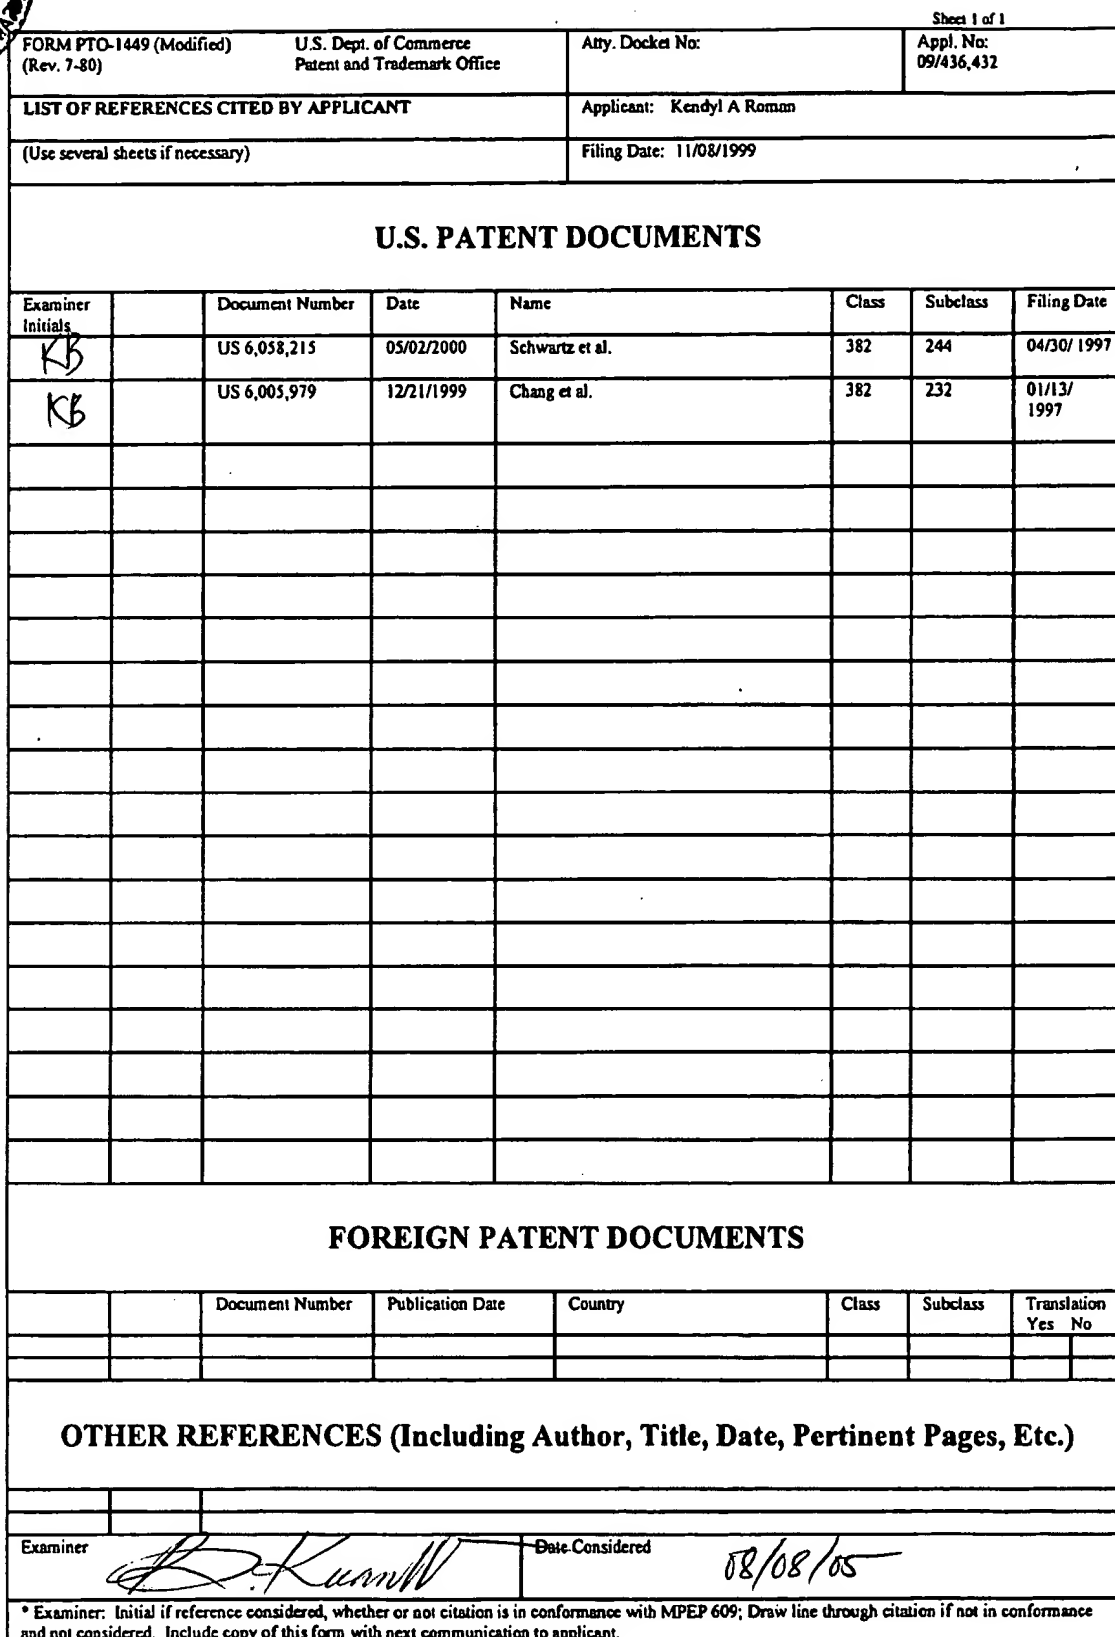 Sheet 1 of 1
FORM PTO-1449 (Modified) U.S. Dept. of Commerce Atty. Docket No: Appl. No:
(Rev. 7-80) Patent and Trademark Office 09/436,432
LIST OF REFERENCES CITED BY APPLICANT Applicant: Kendyl A Roman
(Use several sheets if necessary) Filing Date: 11/08/1999
U.S. PATENT DOCUMENTS
Examiner Document Number Date Name Class Subclass Filing Date
Initials
KB US 6,058,215 05/02/2000 Schwartz et al. 382 244 04/30/ 1997
KB US 6,005,979 12/21/1999 Chang et al. 382 232 01/13/
1997
FOREIGN PATENT DOCUMENTS
Document Number Publication Date Country Class Subclass Translation
Yes No
OTHER REFERENCES (Including Author, Title, Date, Pertinent Pages, Etc.)
Examiner Date Considered 08/08/05
* Examiner: Initial if reference considered, whether or not citation is in conformance with MPEP 609; Draw line through citation if not in conformance
and not considered. Include copy of this form with next communication to applicant.